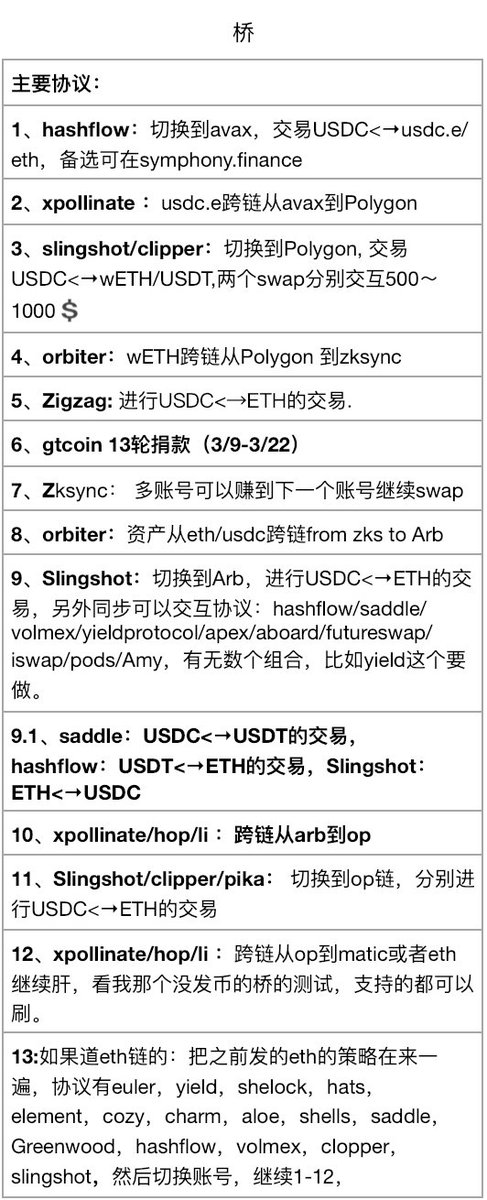 桥
主要协议：
1、hashflow：切换到avax，交易USDC<→usdc.e/
eth，备选可在symphony.finance
2、xpollinate ：usdc.e跨链从avax到Polygon
3、slingshot/clipper：切换到Polygon, 交易
USDC<→wETH/USDT,两个swap分别交互500～
1000 $
4、orbiter：wETH跨链从Polygon 到zksync
5、Zigzag: 进行USDC<→ETH的交易.
6、gtcoin 13轮捐款（3/9-3/22）
7、Zksync： 多账号可以赚到下一个账号继续swap
8、orbiter：资产从eth/usdc跨链from zks to Arb
9、Slingshot：切换到Arb，进行USDC<→ETH的交
易，另外同步可以交互协议：hashflow/saddle/
volmex/yieldprotocol/apex/aboard/futureswap/
iswap/pods/Amy，有无数个组合，比如yield这个要
做。
9.1、saddle：USDC<→USDT的交易，
hashflow：USDT<→ETH的交易，Slingshot：
ETH<→USDC
10、xpollinate/hop/li ：跨链从arb到op
11、Slingshot/clipper/pika： 切换到op链，分别进
行USDC<→ETH的交易
12、xpollinate/hop/li ：跨链从op到matic或者eth
继续肝，看我那个没发币的桥的测试，支持的都可以
刷。
13:如果道eth链的：把之前发的eth的策略在来一
遍，协议有euler，yield，shelock，hats，
element，cozy，charm，aloe，shells，saddle，
Greenwood，hashflow，volmex，clopper，
slingshot，然后切换账号，继续1-12，